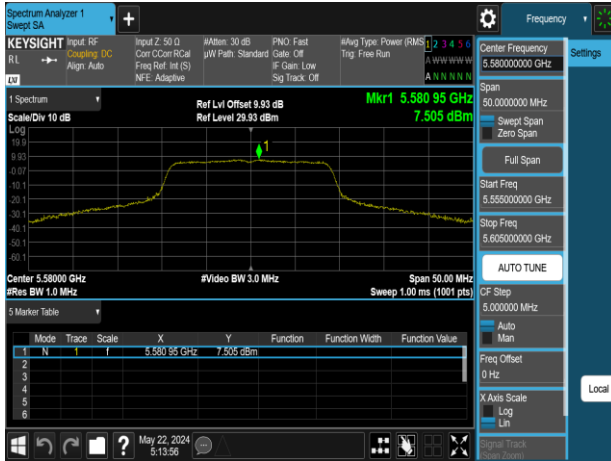 Spectrum Analyzer 1
Swept SA
+
Frequency
KEYSIGHT
RL
LXI
Input: RF
Coupling: DC
Align: Auto
Input Z: 50 Ω
Corr CCorr RCal
Freq Ref: Int (S)
NFE: Adaptive
#Atten: 30 dB
µW Path: Standard
PNO: Fast
Gate: Off
IF Gain: Low
Sig Track: Off
#Avg Type: Power (RMS
Trig: Free Run
1 2 3 4 5 6
A W W W W W
A N N N N N
Center Frequency
5.580000000 GHz
Settings
1 Spectrum
Scale/Div 10 dB
Ref Lvl Offset 9.93 dB
Ref Level 29.93 dBm
Mkr1 5.580 95 GHz
7.505 dBm
Log
19.9
9.93
-0.07
-10.1
-20.1
-30.1
-40.1
-50.1
-60.1
1
Center 5.58000 GHz
#Res BW 1.0 MHz
#Video BW 3.0 MHz
Span 50.00 MHz
Sweep 1.00 ms (1001 pts)
Span
50.0000000 MHz
Swept Span
Zero Span
Full Span
Start Freq
5.555000000 GHz
Stop Freq
5.605000000 GHz
AUTO TUNE
CF Step
5.000000 MHz
Auto
Man
Freq Offset
0 Hz
X Axis Scale
Log
Lin
Signal Track
(Span Zoom)
Local
5 Marker Table
Mode Trace Scale X Y Function Function Width Function Value
1 N 1 f 5.580 95 GHz 7.505 dBm
2
3
4
5
6
?
May 22, 2024
5:13:56